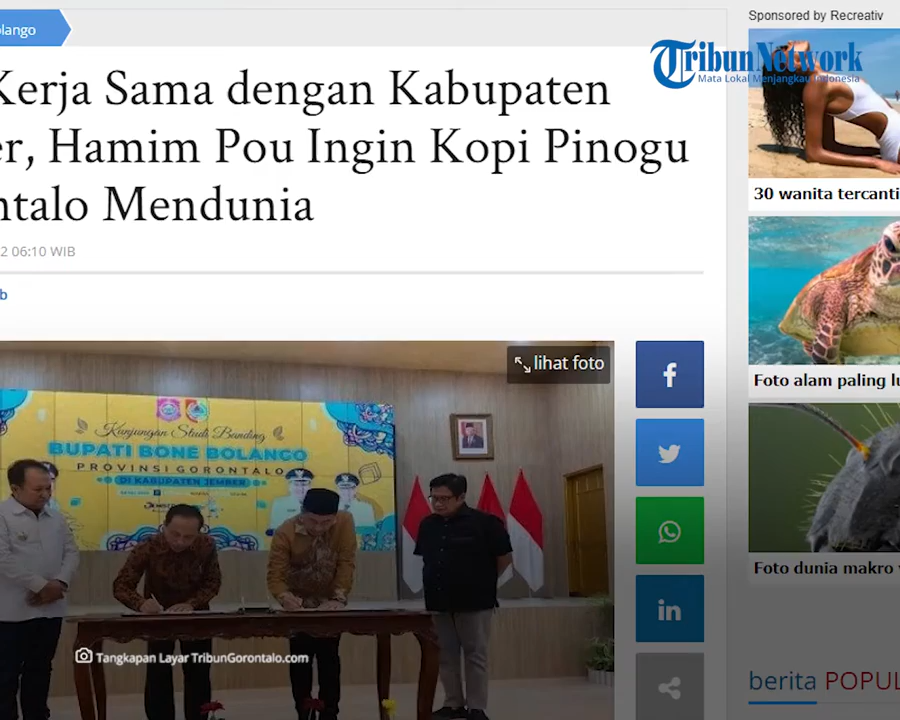 olango
Kerja Sama dengan Kabupaten
er, Hamim Pou Ingin Kopi Pinogu
ntalo Mendunia
2 06:10 WIB
b
lihat foto
Kunjungan Studi Banding
BUPATI BONE BOLANGO
PROVINSI GORONTALO
DI KABUPATEN JEMBER
Tangkapan Layar TribunGorontalo.com
Sponsored by Recreativ
TribunNetwork
Mata Lokal Menjangkau Indonesia
30 wanita tercanti
Foto alam paling lu
Foto dunia makro
berita POPUL